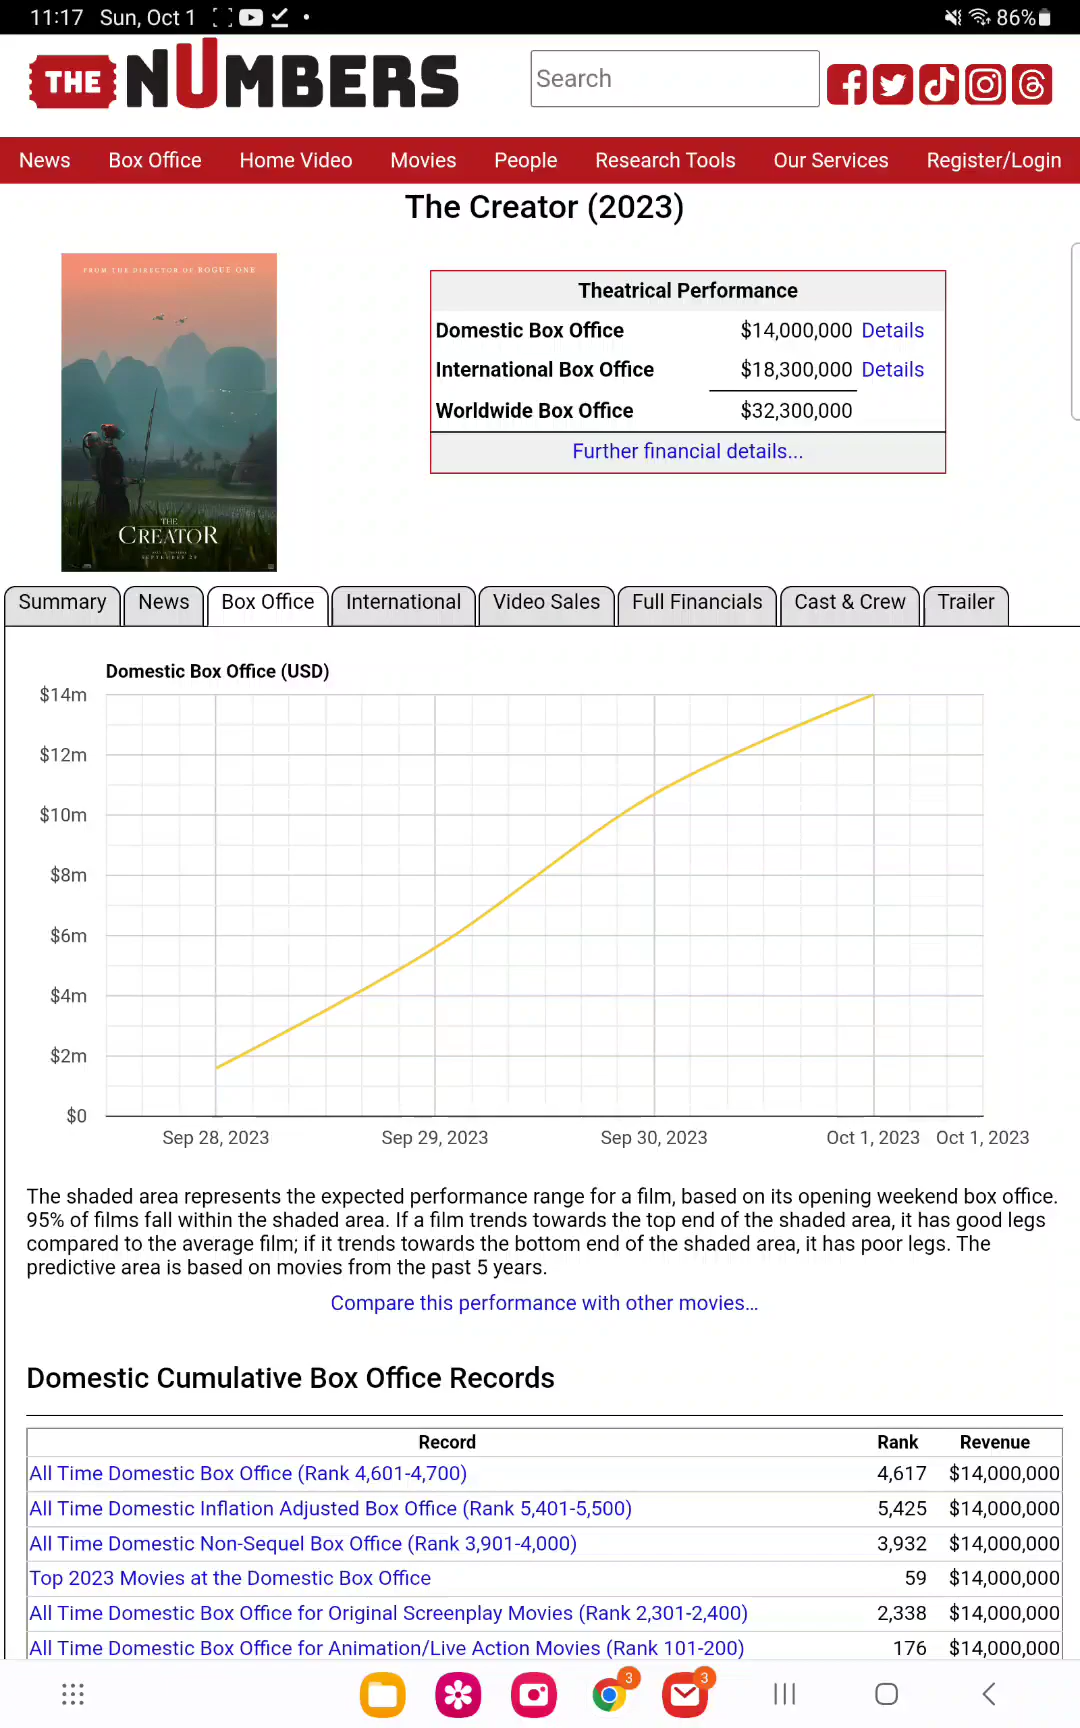 11:17 Sun, Oct 1 86%
THE NUMBERS
Search
News Box Office Home Video Movies People Research Tools Our Services Register/Login
The Creator (2023)
FROM THE DIRECTOR OF ROGUE ONE
THE
CREATOR
SEPTEMBER 29
Theatrical Performance
Domestic Box Office $14,000,000 Details
International Box Office $18,300,000 Details
Worldwide Box Office $32,300,000
Further financial details...
Summary News Box Office International Video Sales Full Financials Cast & Crew Trailer
Domestic Box Office (USD)
$14m
$12m
$10m
$8m
$6m
$4m
$2m
$0
Sep 28, 2023 Sep 29, 2023 Sep 30, 2023 Oct 1, 2023 Oct 1, 2023
The shaded area represents the expected performance range for a film, based on its opening weekend box office.
95% of films fall within the shaded area. If a film trends towards the top end of the shaded area, it has good legs
compared to the average film; if it trends towards the bottom end of the shaded area, it has poor legs. The
predictive area is based on movies from the past 5 years.
Compare this performance with other movies...
Domestic Cumulative Box Office Records
Record Rank Revenue
All Time Domestic Box Office (Rank 4,601-4,700) 4,617 $14,000,000
All Time Domestic Inflation Adjusted Box Office (Rank 5,401-5,500) 5,425 $14,000,000
All Time Domestic Non-Sequel Box Office (Rank 3,901-4,000) 3,932 $14,000,000
Top 2023 Movies at the Domestic Box Office 59 $14,000,000
All Time Domestic Box Office for Original Screenplay Movies (Rank 2,301-2,400) 2,338 $14,000,000
All Time Domestic Box Office for Animation/Live Action Movies (Rank 101-200) 176 $14,000,000
3 3